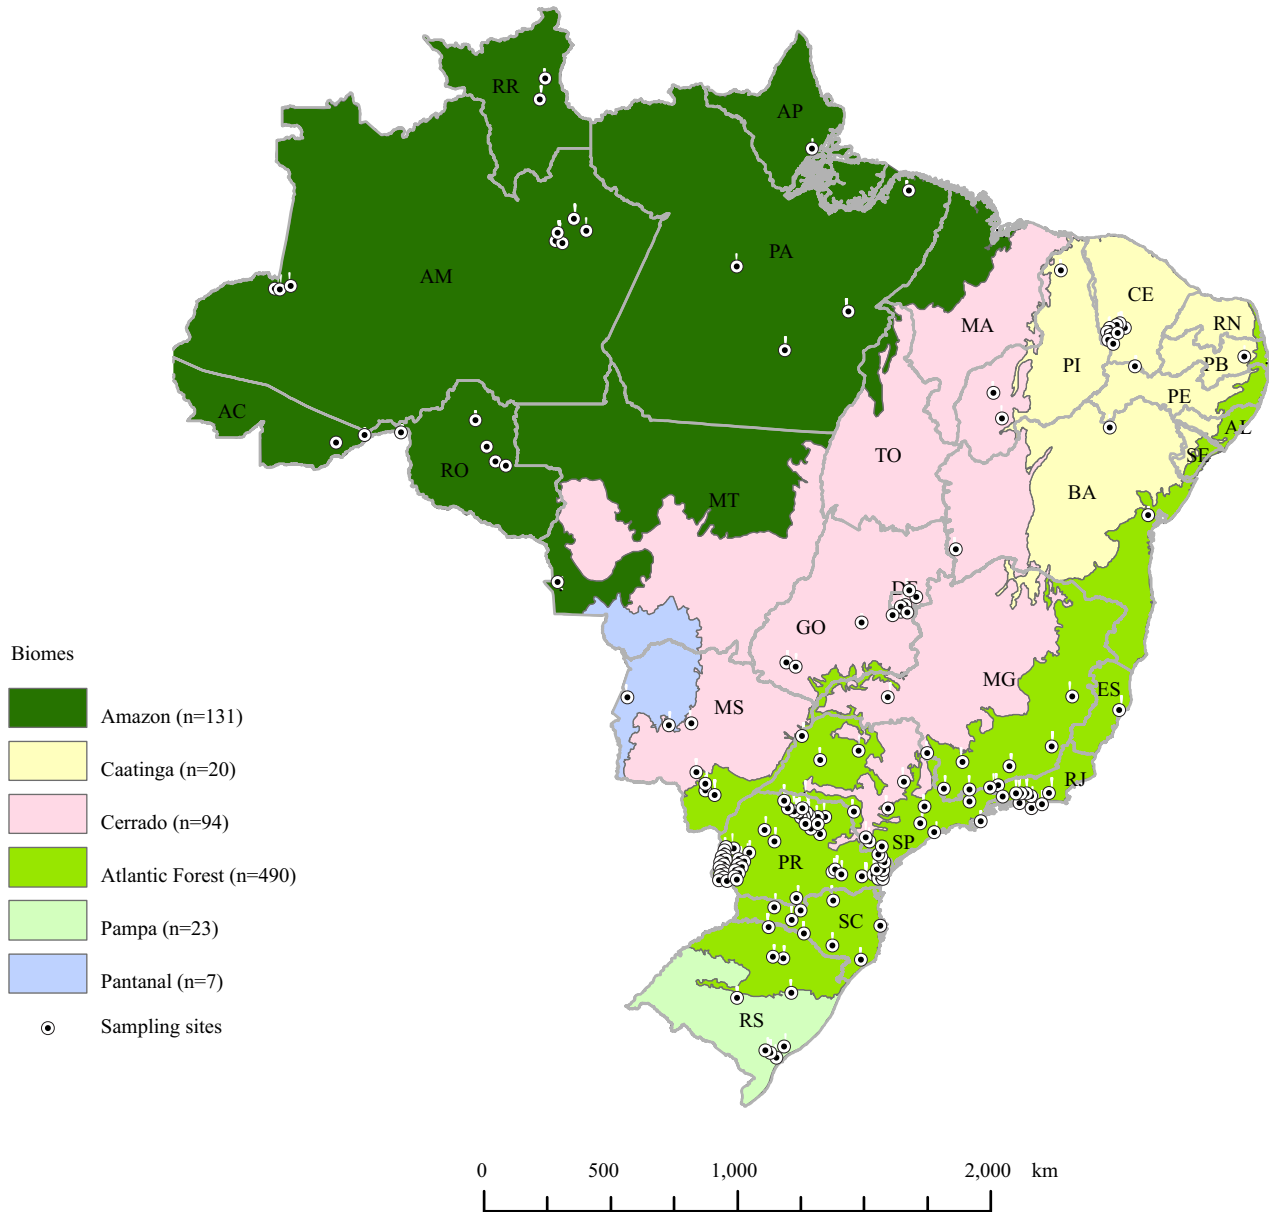 RR
AP
PA
AM
CE
MA
RN
PI
PB
PE
AC
AL
TO
SE
RO
BA
MT
DF
GO
Biomes
MG
ES
MS
Amazon (n=131)
Caatinga (n=20)
RJ
Cerrado (n=94)
SP
PR
Atlantic Forest (n=490)
SC
Pampa (n=23)
Pantanal (n=7)
RS
Sampling sites
0 500 1,000 2,000 km